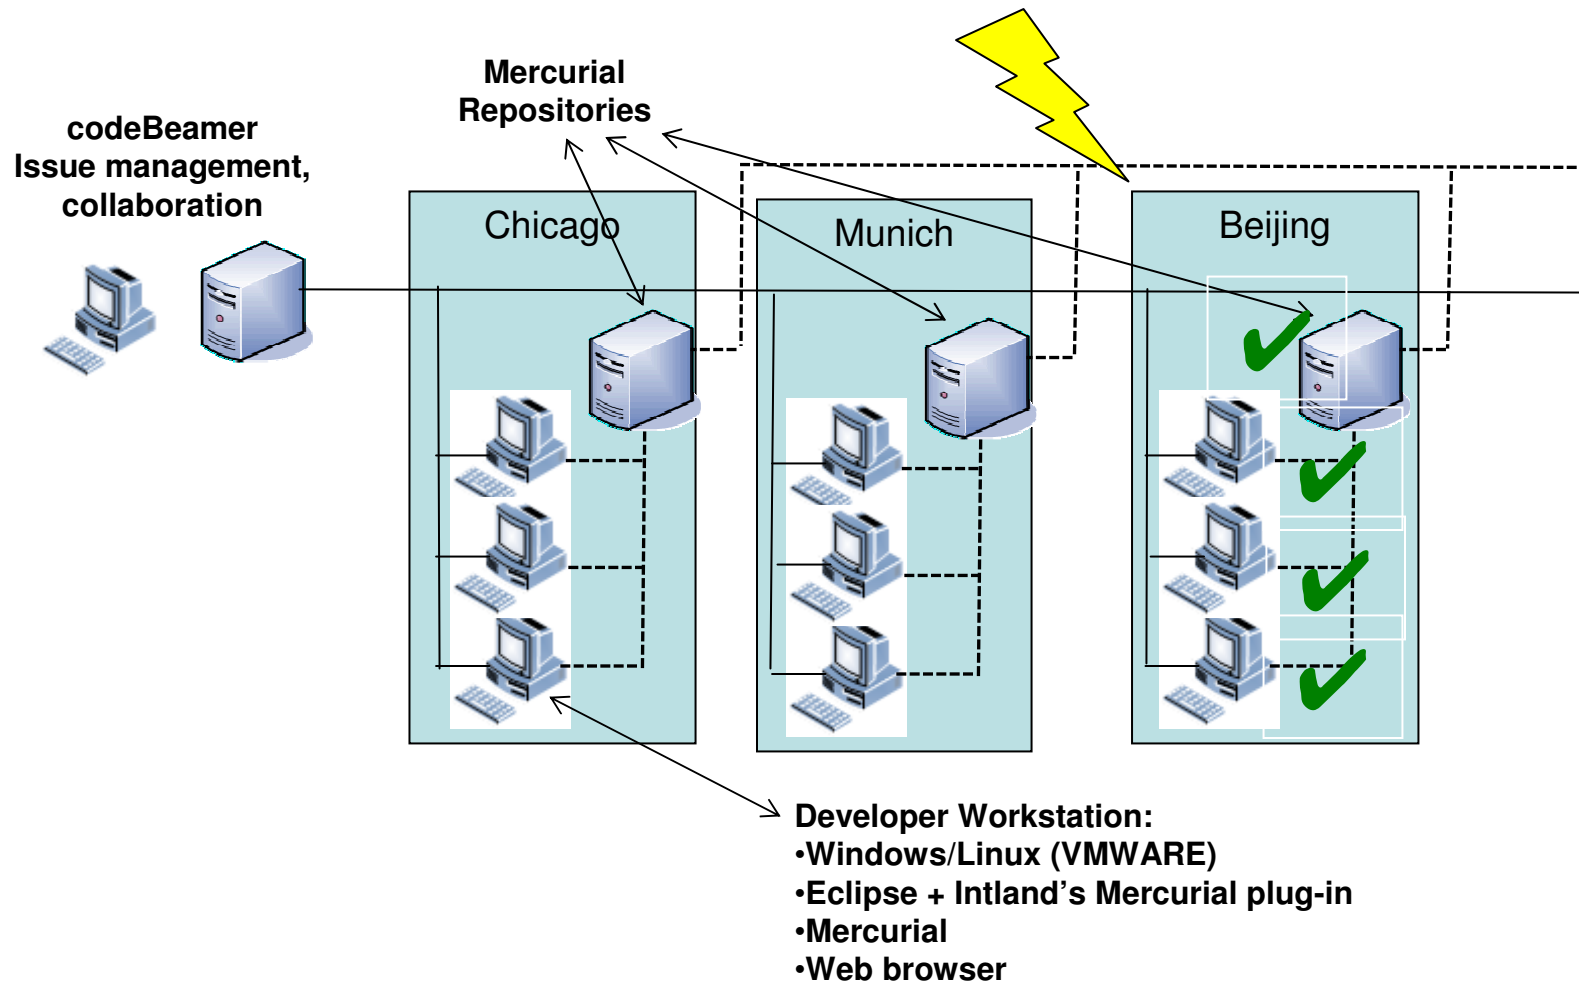 Mercurial
Repositories
codeBeamer
Issue management,
collaboration
Chicago
Munich
Beijing
Developer Workstation:
•Windows/Linux (VMWARE)
•Eclipse + Intland's Mercurial plug-in
•Mercurial
•Web browser